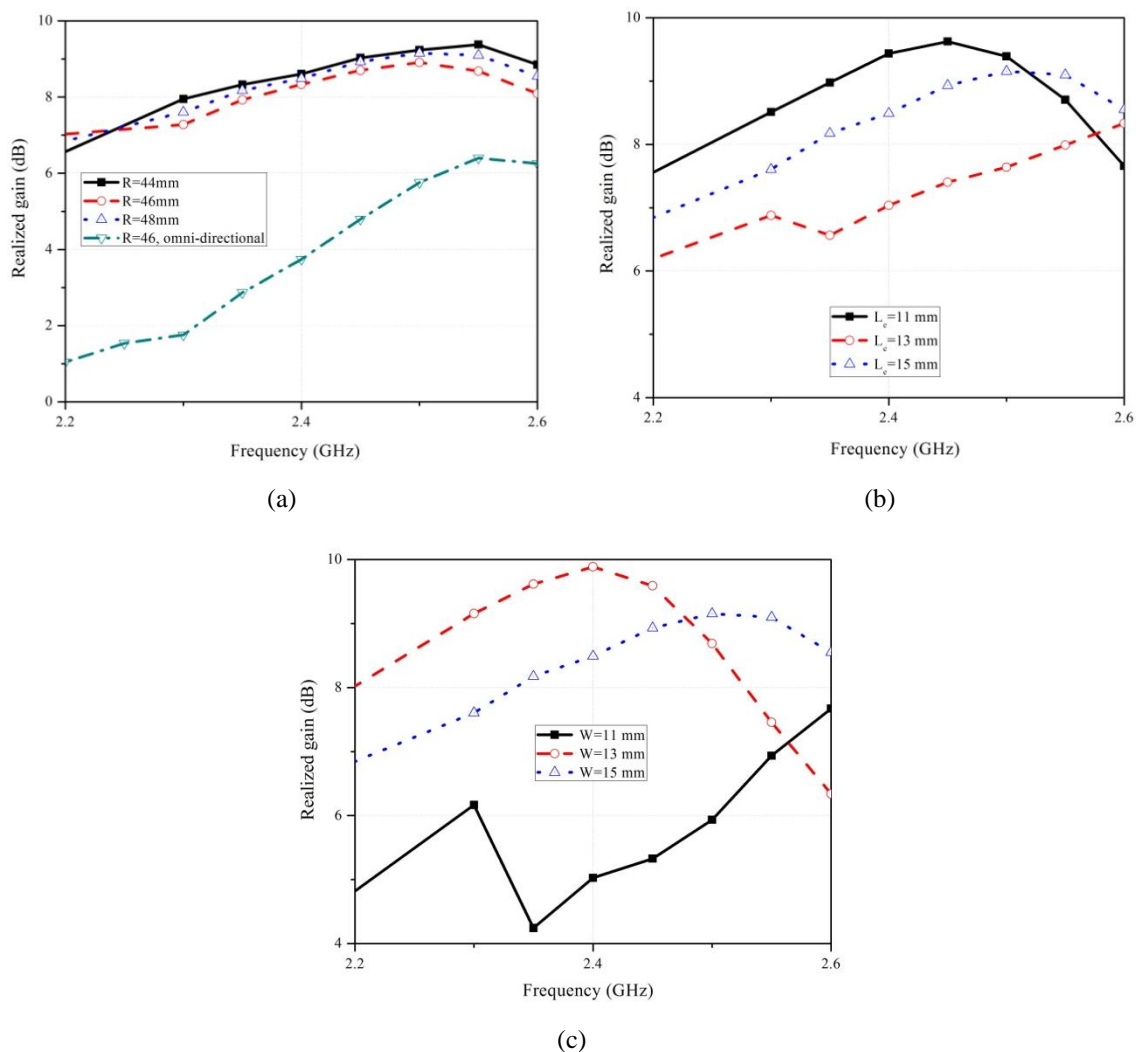 10
8
6
4
2
0
Realized gain (dB)
R=44mm
R=46mm
R=48mm
R=46, omni-directional
2.2
2.4
2.6
Frequency (GHz)
(a)
10
8
6
4
Realized gain (dB)
L_e=11 mm
L_e=13 mm
L_e=15 mm
2.2
2.4
2.6
Frequency (GHz)
(b)
10
8
6
4
Realized gain (dB)
W=11 mm
W=13 mm
W=15 mm
2.2
2.4
2.6
Frequency (GHz)
(c)